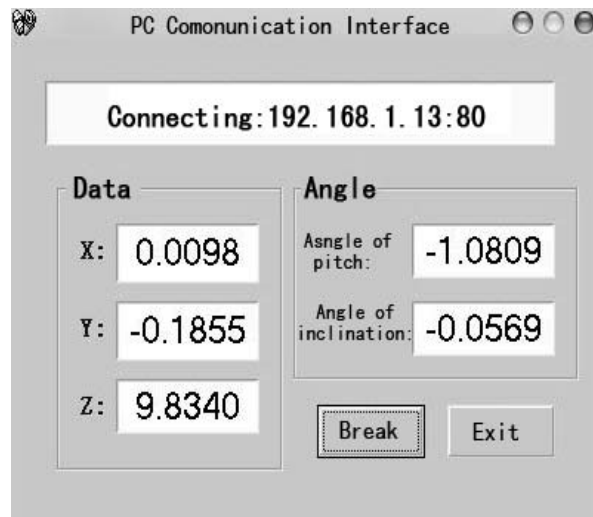 PC Comonunication Interface
Connecting:192.168.1.13:80
Data
X: 0.0098
Y: -0.1855
Z: 9.8340
Angle
Asngle of
pitch: -1.0809
Angle of
inclination: -0.0569
Break
Exit